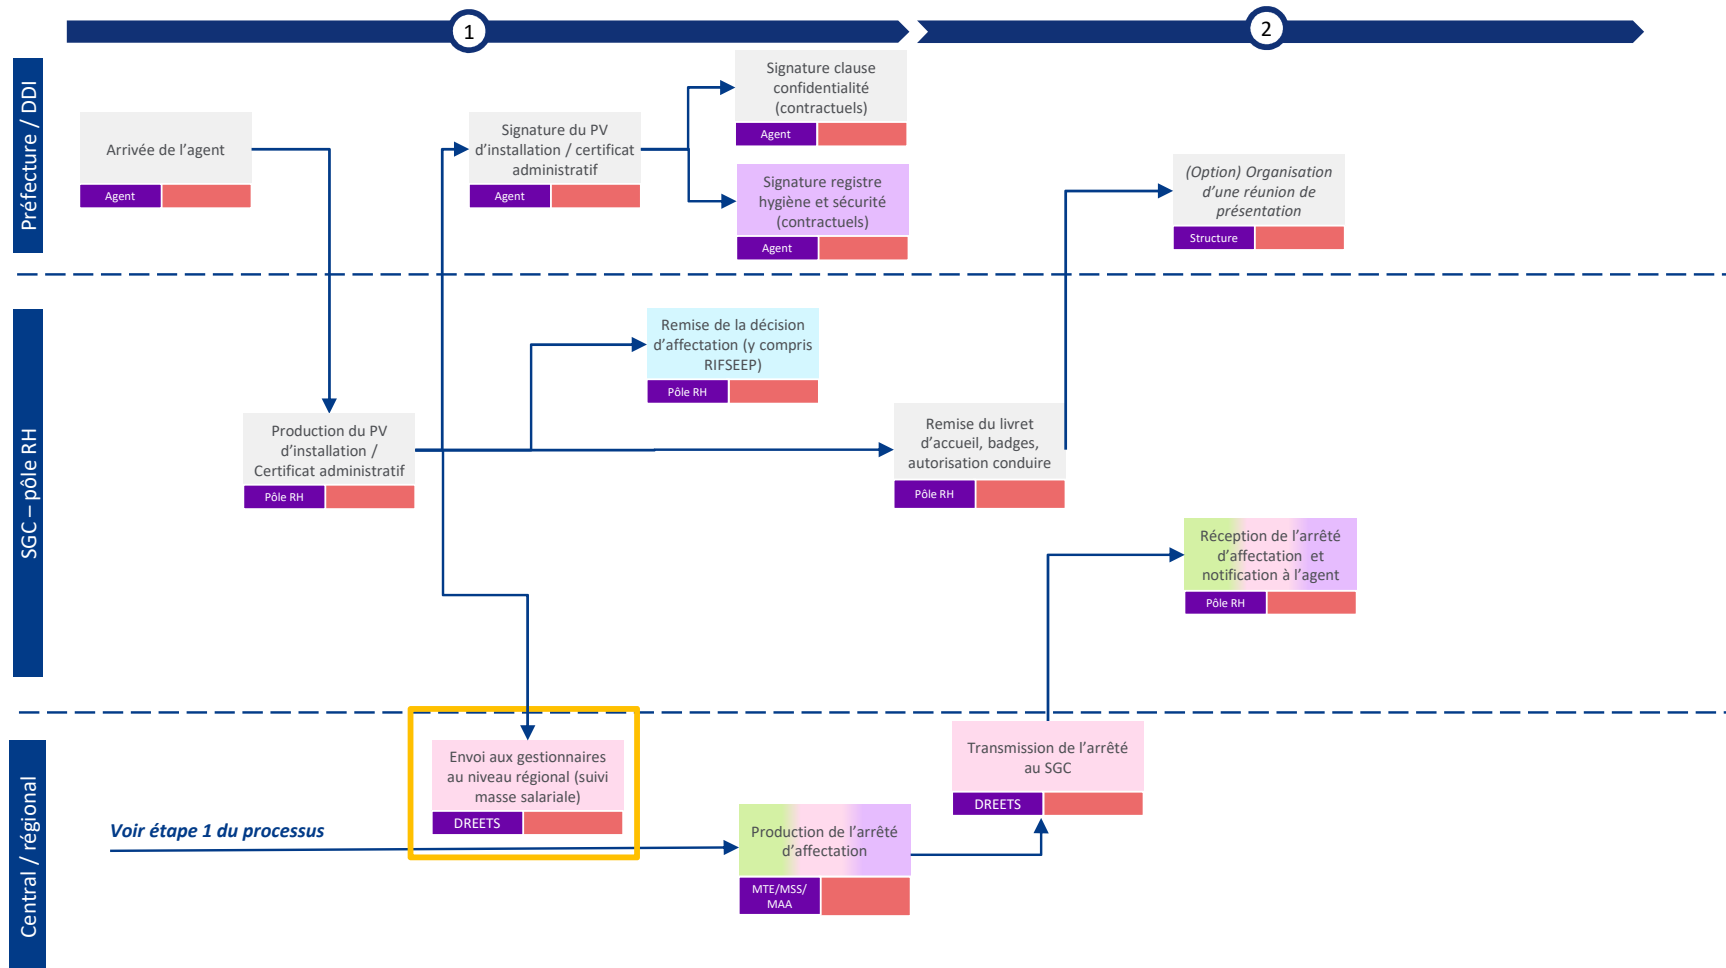 1
2
Préfecture / DDI
Arrivée de l’agent
Agent
Signature du PV
d’installation / certificat
administratif
Agent
Signature clause
confidentialité
(contractuels)
Agent
Signature registre
hygiène et sécurité
(contractuels)
Agent
(Option) Organisation
d’une réunion de
présentation
Structure
SGC – pôle RH
Production du PV
d’installation /
Certificat administratif
Pôle RH
Remise de la décision
d’affectation (y compris
RIFSEEP)
Pôle RH
Remise du livret
d’accueil, badges,
autorisation conduire
Pôle RH
Réception de l’arrêté
d’affectation et
notification à l’agent
Pôle RH
Central / régional
Voir étape 1 du processus
Envoi aux gestionnaires
au niveau régional (suivi
masse salariale)
DREETS
Production de l’arrêté
d’affectation
MTE/MSS/
MAA
Transmission de l’arrêté
au SGC
DREETS